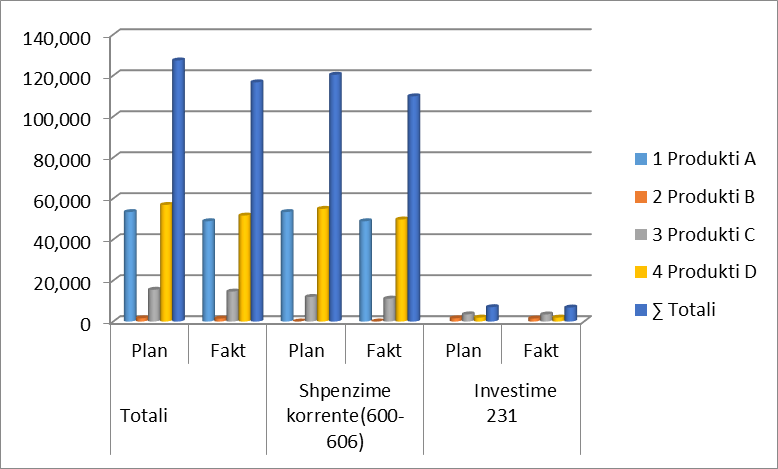 140,000
120,000
100,000
80,000
60,000
40,000
20,000
0
Plan Fakt Plan Fakt Plan Fakt
Totali
Shpenzime
korrente(600-
606)
Investime
231
1 Produkti A
2 Produkti B
3 Produkti C
4 Produkti D
∑ Totali